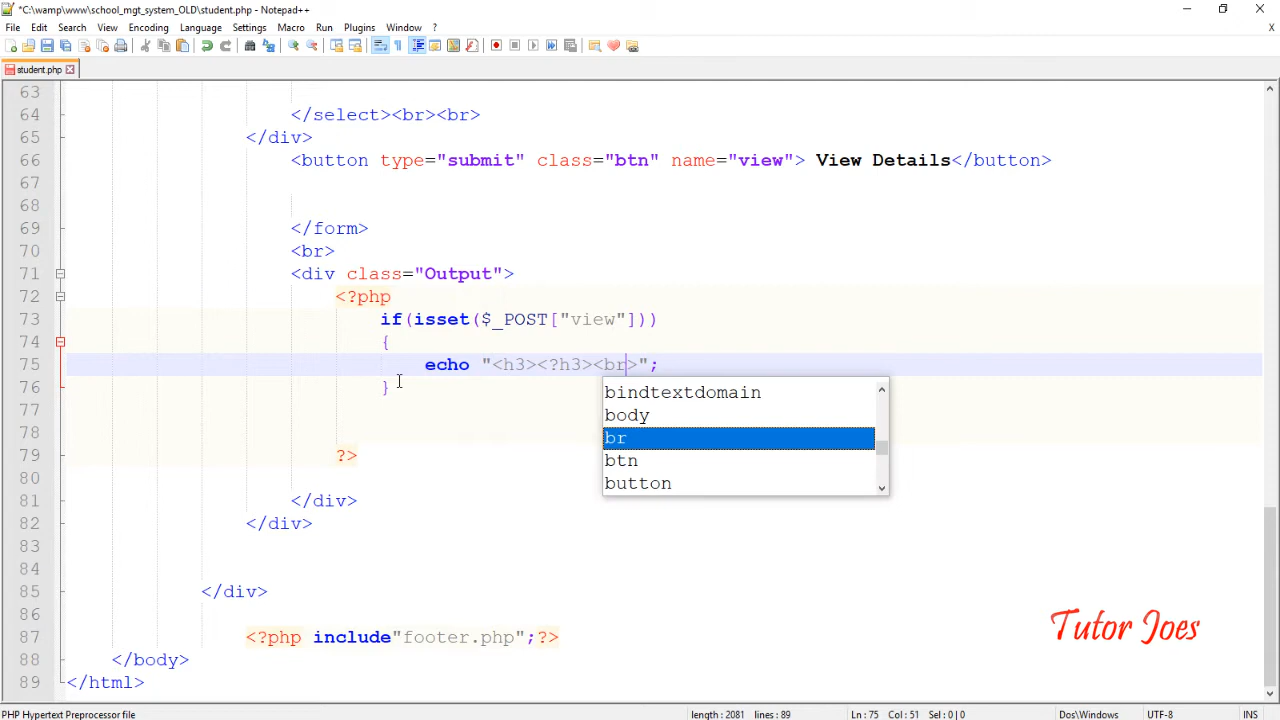 *C:\wamp\www\school_mgt_system_OLD\student.php - Notepad++
File Edit Search View Encoding Language Settings Macro Run Plugins Window ?
X
student.php
63
64 </select><br><br>
65 </div>
66 <button type="submit" class="btn" name="view"> View Details</button>
67
68
69 </form>
70 <br>
71 <div class="Output">
72 <?php
73 if(isset($_POST["view"]))
74 {
75 echo "<h3><?h3><br>";
76 }
bindtextdomain
body
br
btn
button
77
78
79 ?>
80
81 </div>
82 </div>
83
84
85 </div>
86
87 <?php include"footer.php";?>
88 </body>
89 </html>
Tutor Joes
PHP Hypertext Preprocessor file length : 2081 lines : 89 Ln : 75 Col : 51 Sel : 0 | 0 Dos\Windows UTF-8 INS